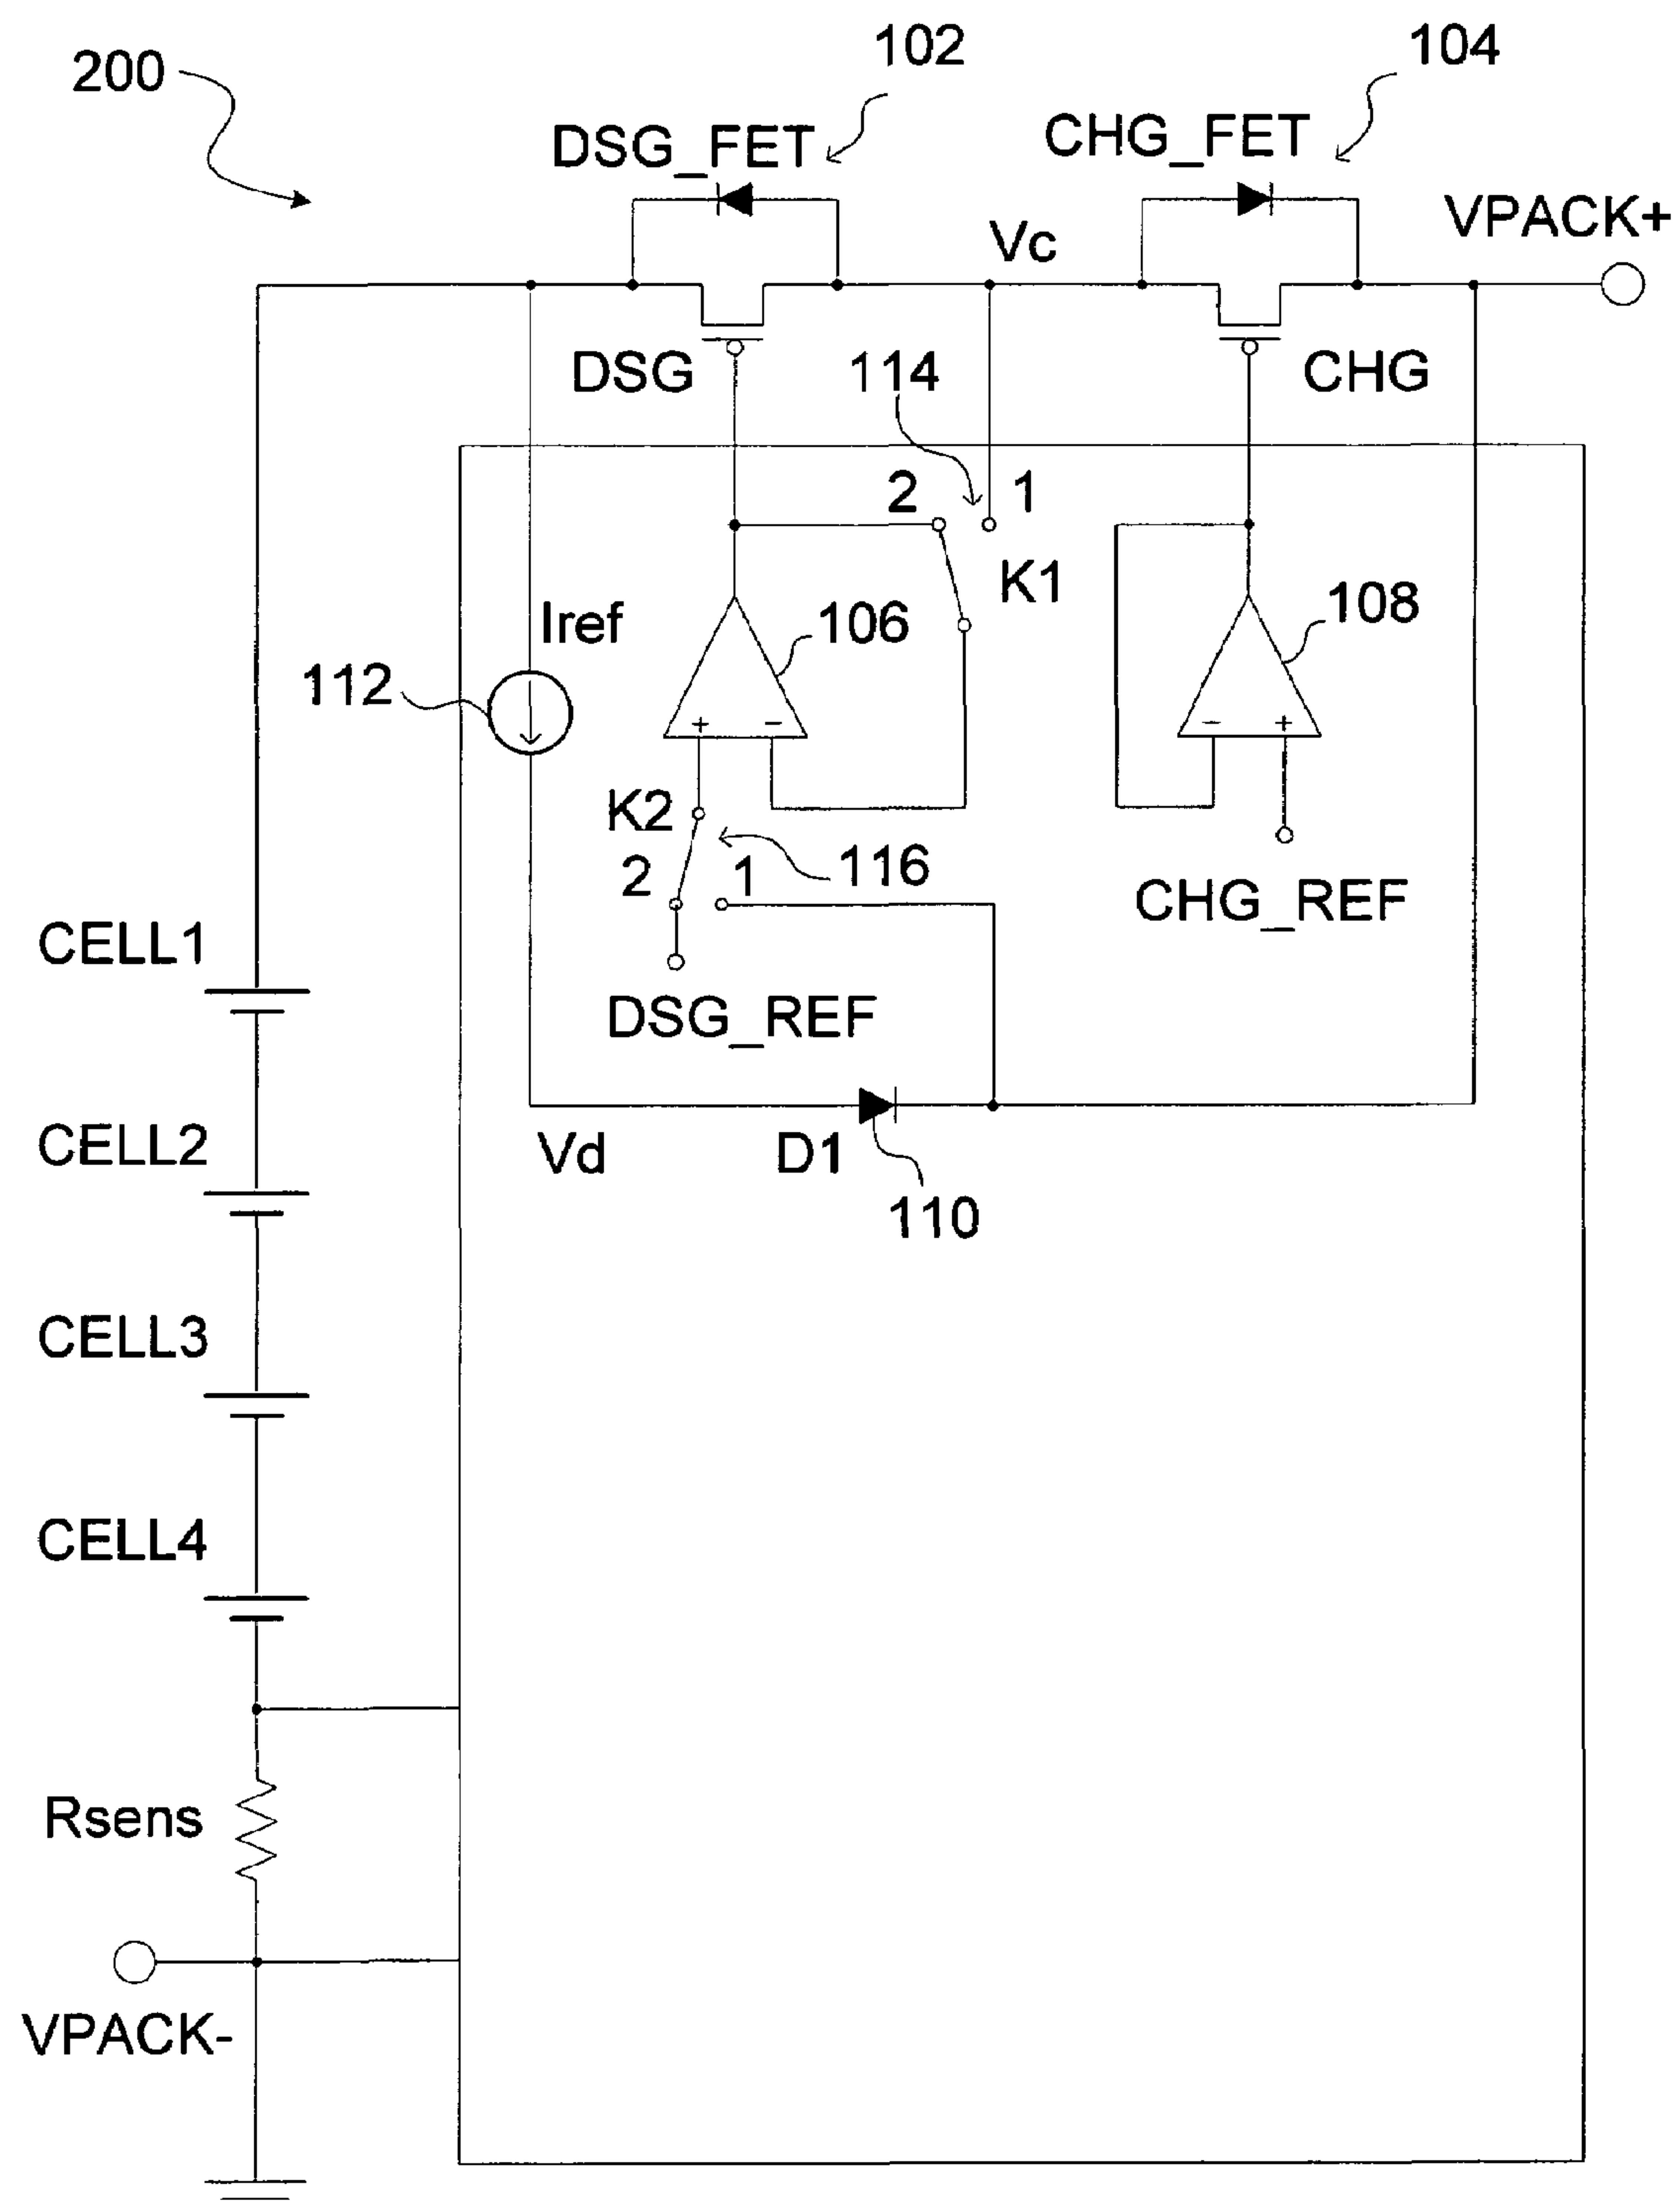 200
102
104
DSG_FET
CHG_FET
VPACK+
Vc
DSG
114
CHG
2
1
K1
Iref
106
108
112
+
-
-
+
K2
2
1
116
CHG_REF
CELL1
DSG_REF
Vd
D1
CELL2
110
CELL3
CELL4
Rsens
VPACK-